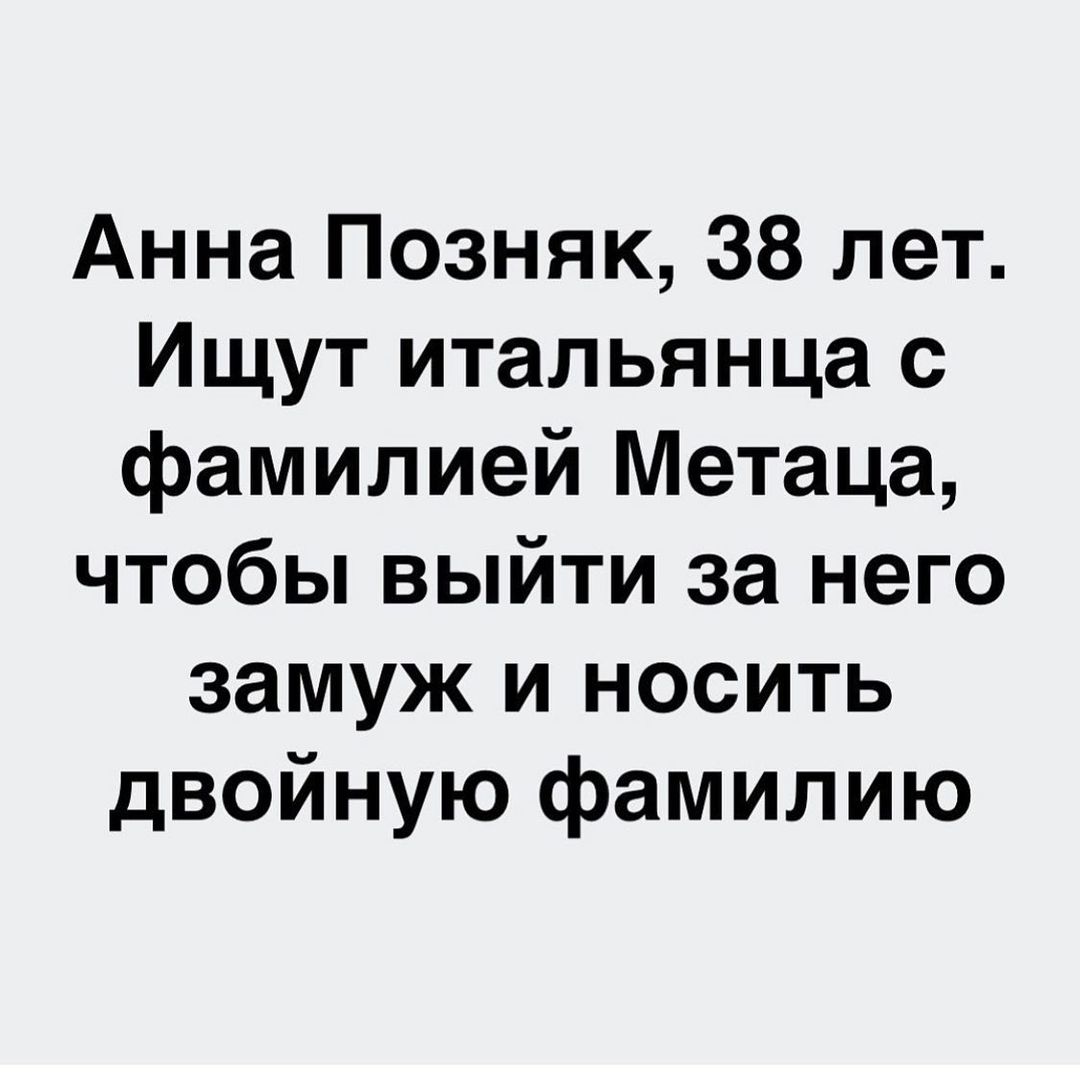 Анна Позняк, 38 лет.
Ищут итальянца с
фамилией Метаца,
чтобы выйти за него
замуж и носить
двойную фамилию